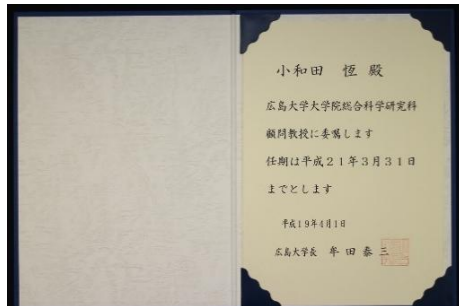 小和田 恆 殿
広島大学大学院総合科学研究科
顧問教授に委嘱します
任期は平成21年3月31日
までとします
平成19年4月1日
広島大学長 牟田泰三